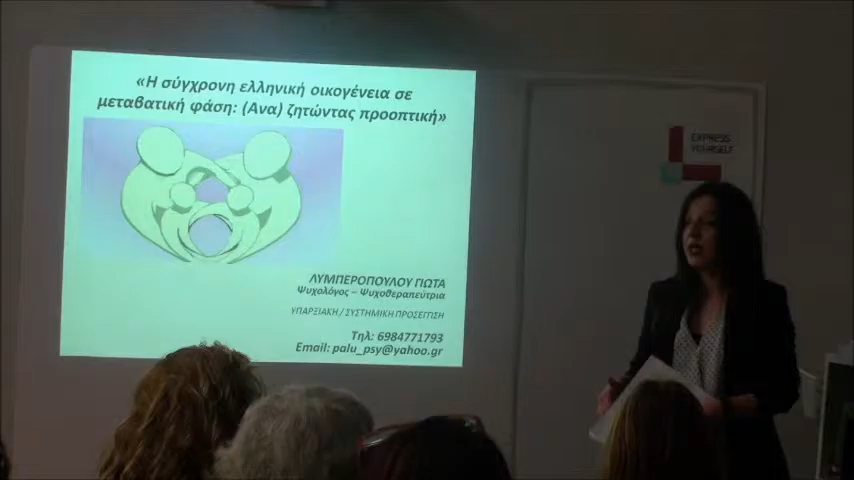 «Η σύγχρονη ελληνική οικογένεια σε
μεταβατική φάση: (Ανα) ζητώντας προοπτική»
ΛΥΜΠΕΡΟΠΟΥΛΟΥ ΓΙΩΤΑ
Ψυχολόγος – Ψυχοθεραπεύτρια
ΥΠΑΡΞΙΑΚΗ / ΣΥΣΤΗΜΙΚΗ ΠΡΟΣΕΓΓΙΣΗ
Τηλ: 6984771793
Email: palu_psy@yahoo.gr
EXPRESS
YOURSELF